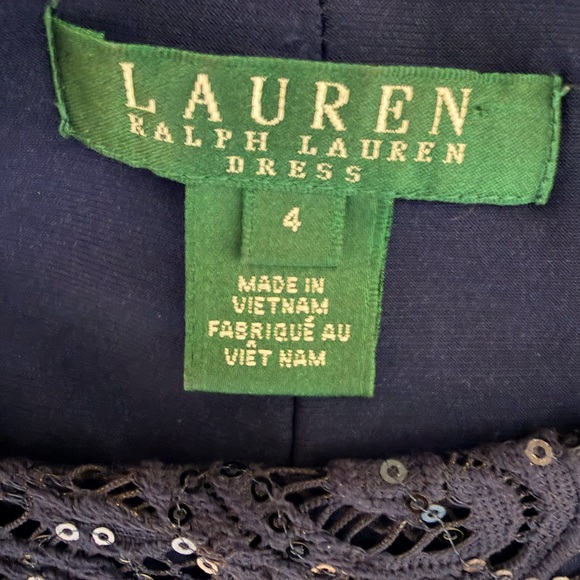 LAUREN
RALPH LAUREN
DRESS
4
MADE IN
VIETNAM
FABRIQUÉ AU
VIÊT NAM